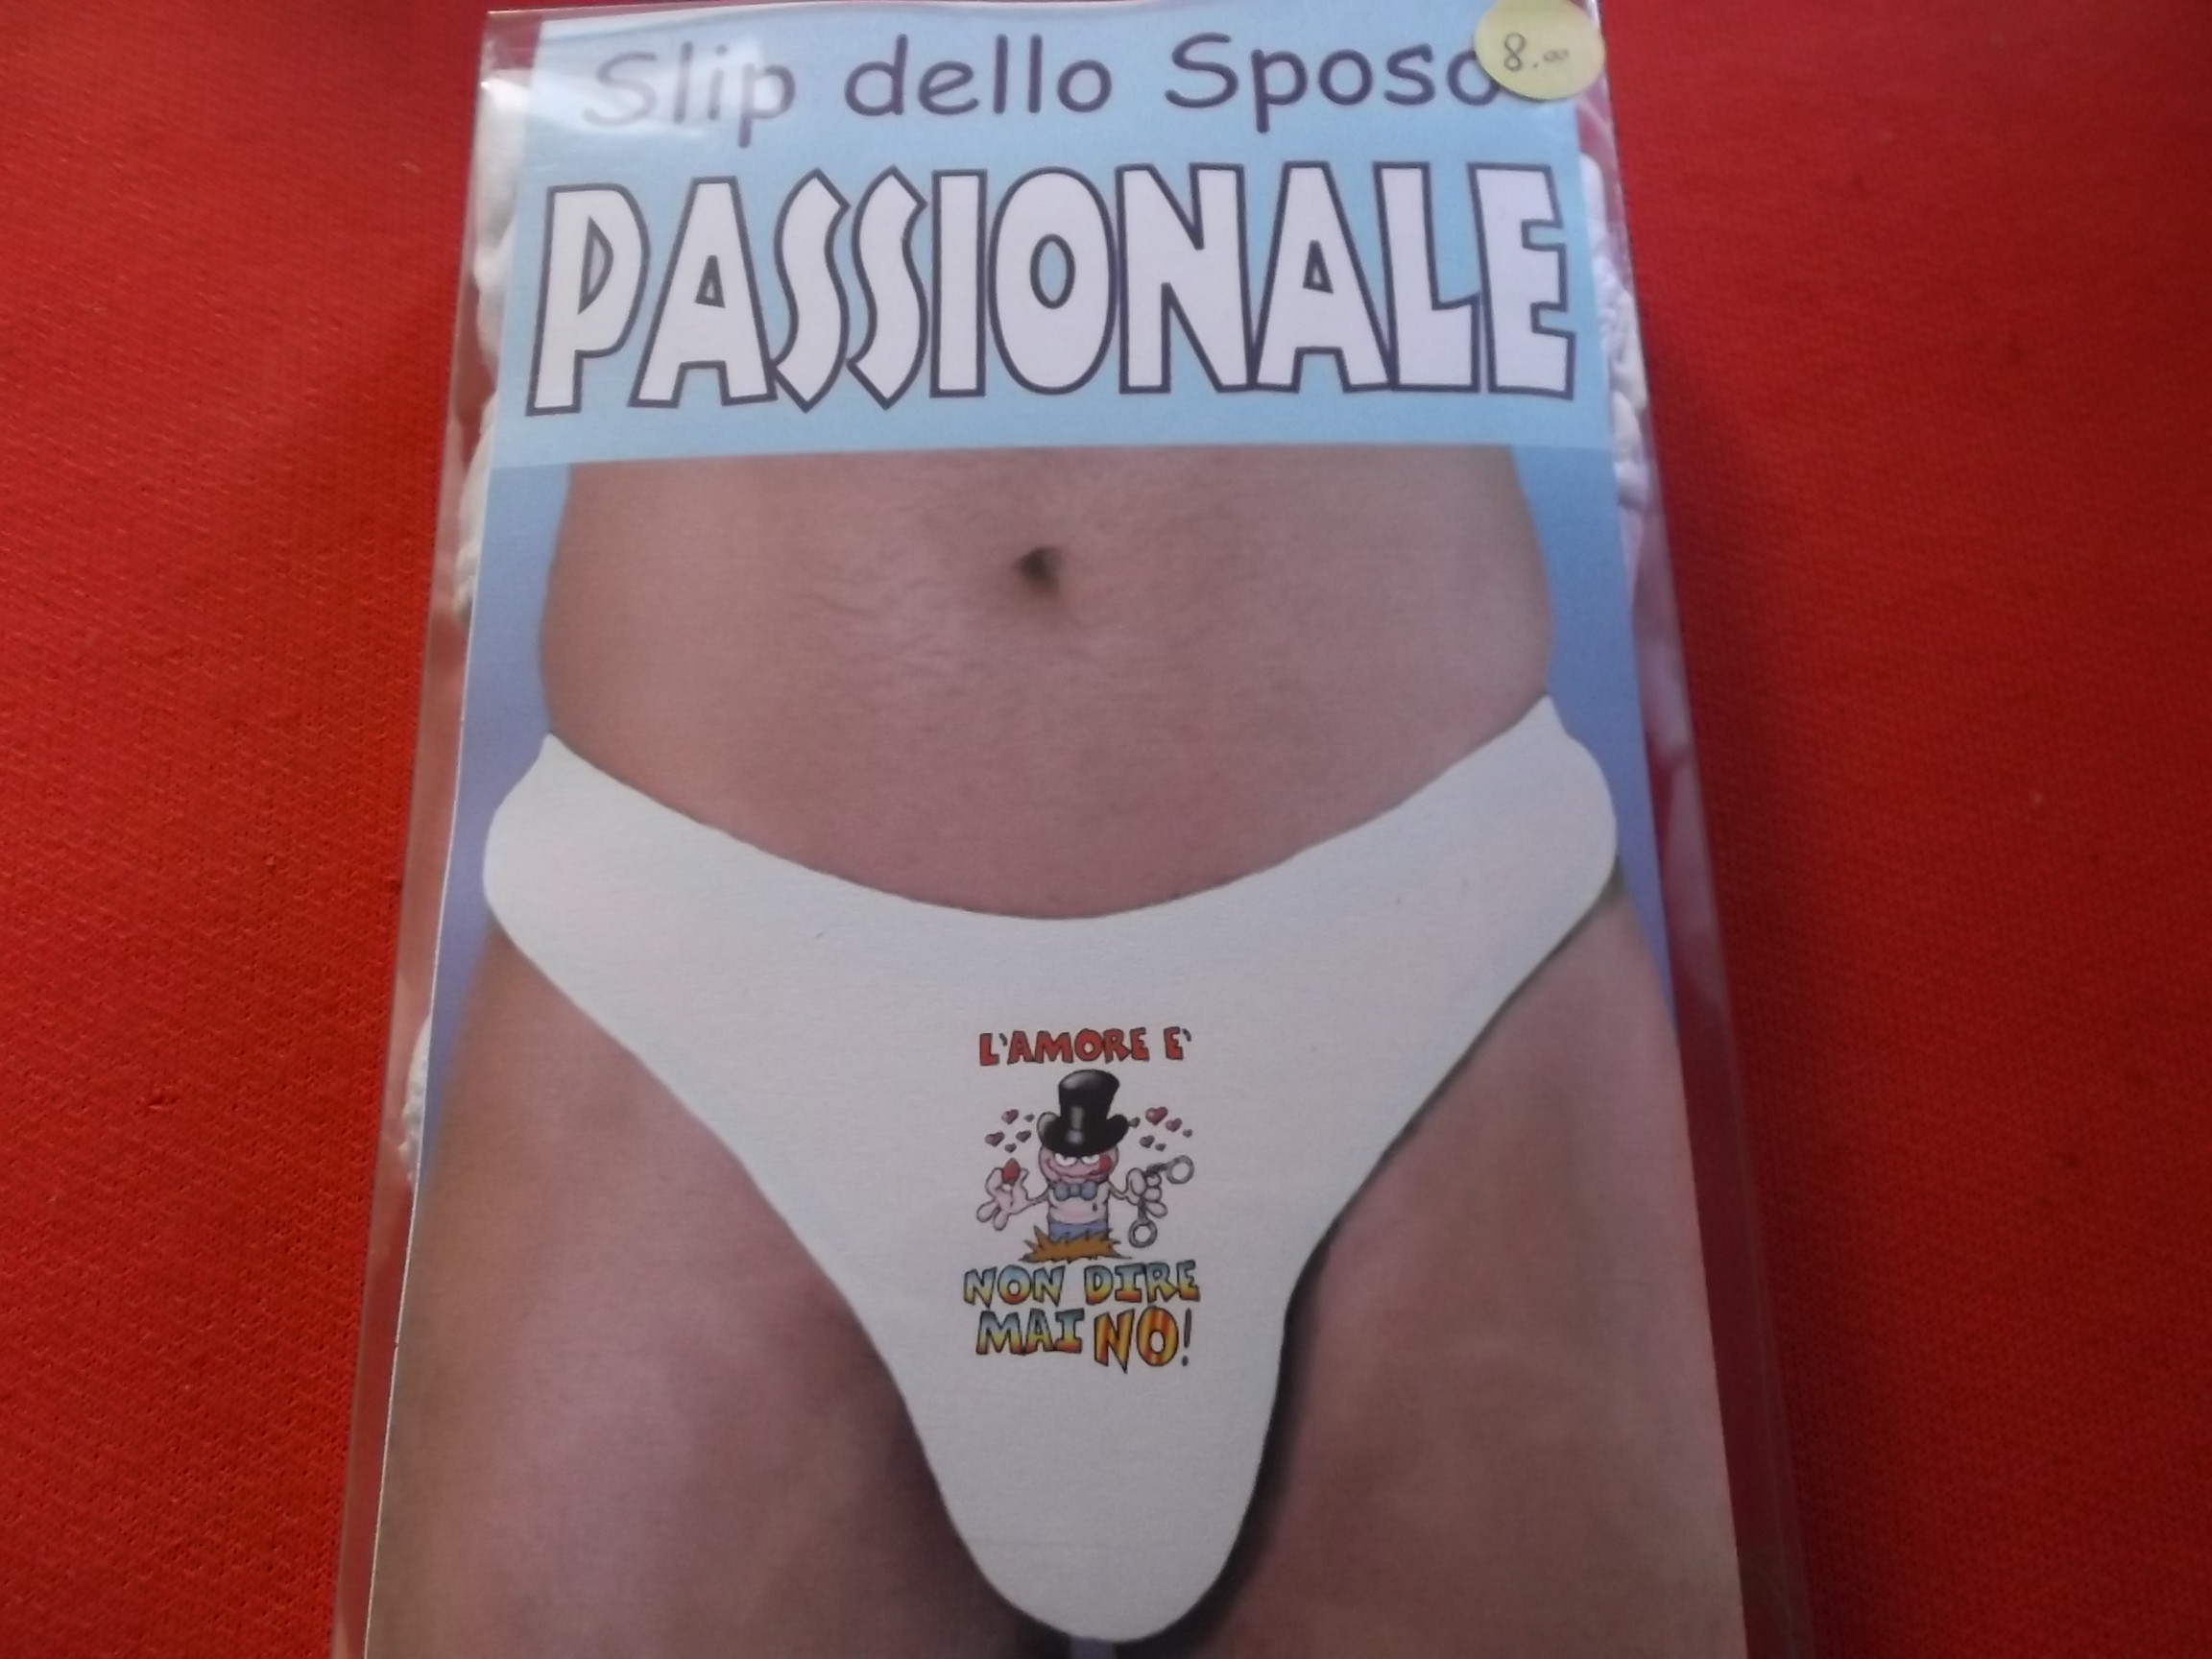 Slip dello Sposo
8.00
PASSIONALE
L'AMORE E'
NON DIRE
MAI NO!